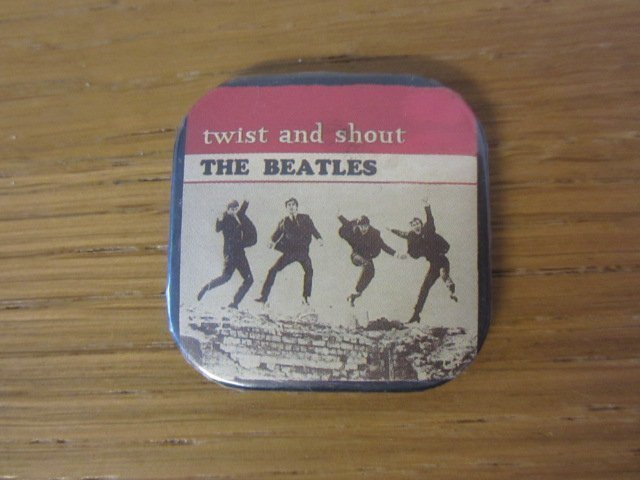 twist and shout
THE BEATLES